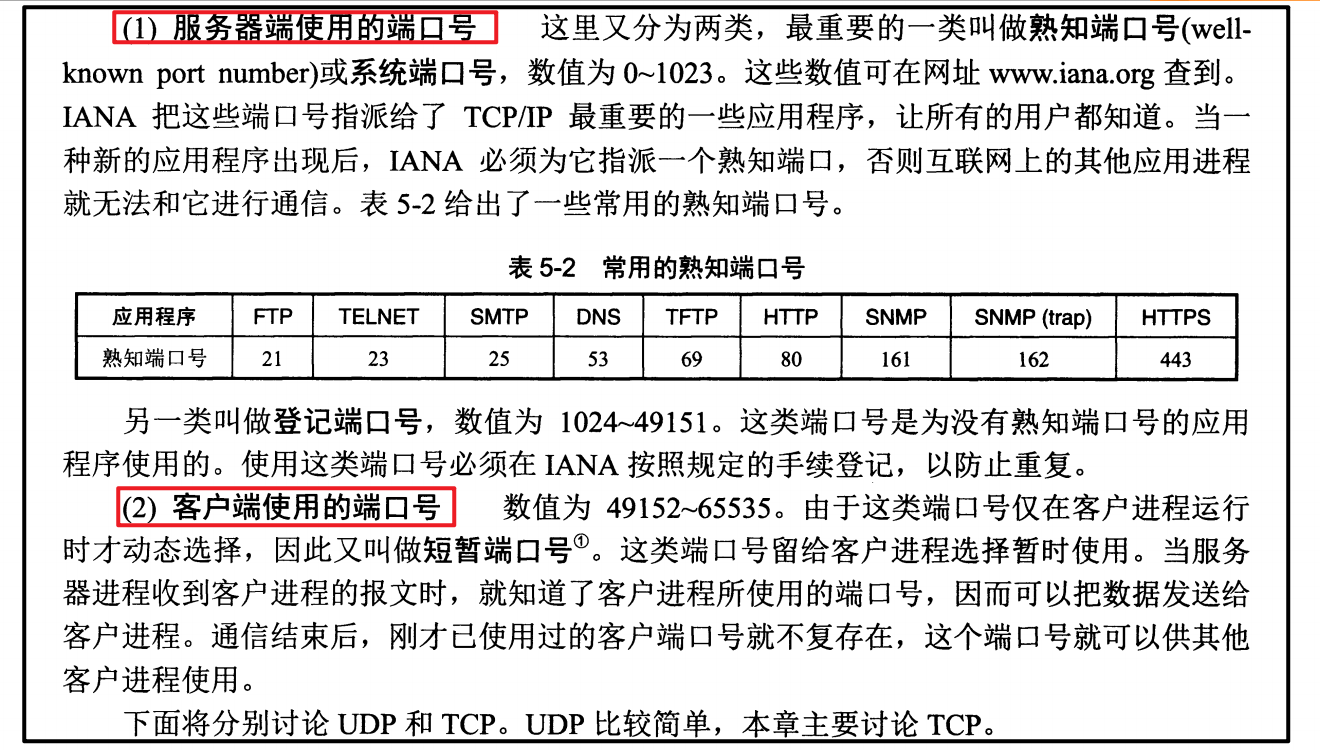 (1) 服务器端使用的端口号 这里又分为两类，最重要的一类叫做熟知端口号(well-
known port number)或系统端口号，数值为 0~1023。这些数值可在网址 www.iana.org 查到。
IANA 把这些端口号指派给了 TCP/IP 最重要的一些应用程序，让所有的用户都知道。当一
种新的应用程序出现后，IANA 必须为它指派一个熟知端口，否则互联网上的其他应用进程
就无法和它进行通信。表 5-2 给出了一些常用的熟知端口号。
表 5-2 常用的熟知端口号
应用程序 FTP TELNET SMTP DNS TFTP HTTP SNMP SNMP (trap) HTTPS
熟知端口号 21 23 25 53 69 80 161 162 443
另一类叫做登记端口号，数值为 1024~49151。这类端口号是为没有熟知端口号的应用
程序使用的。使用这类端口号必须在 IANA 按照规定的手续登记，以防止重复。
(2) 客户端使用的端口号 数值为 49152~65535。由于这类端口号仅在客户进程运行
时才动态选择，因此又叫做短暂端口号①。这类端口号留给客户进程选择暂时使用。当服务
器进程收到客户进程的报文时，就知道了客户进程所使用的端口号，因而可以把数据发送给
客户进程。通信结束后，刚才已使用过的客户端口号就不复存在，这个端口号就可以供其他
客户进程使用。
下面将分别讨论 UDP 和 TCP。UDP 比较简单，本章主要讨论 TCP。